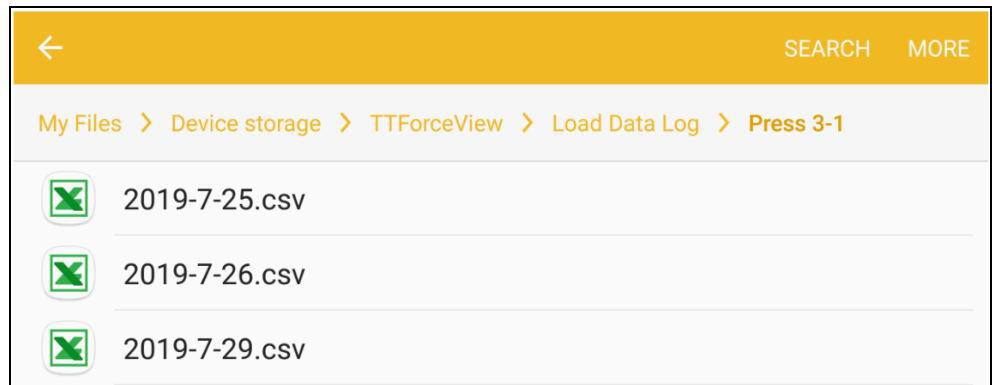 SEARCH MORE
My Files > Device storage > TTForceView > Load Data Log > Press 3-1
2019-7-25.csv
2019-7-26.csv
2019-7-29.csv